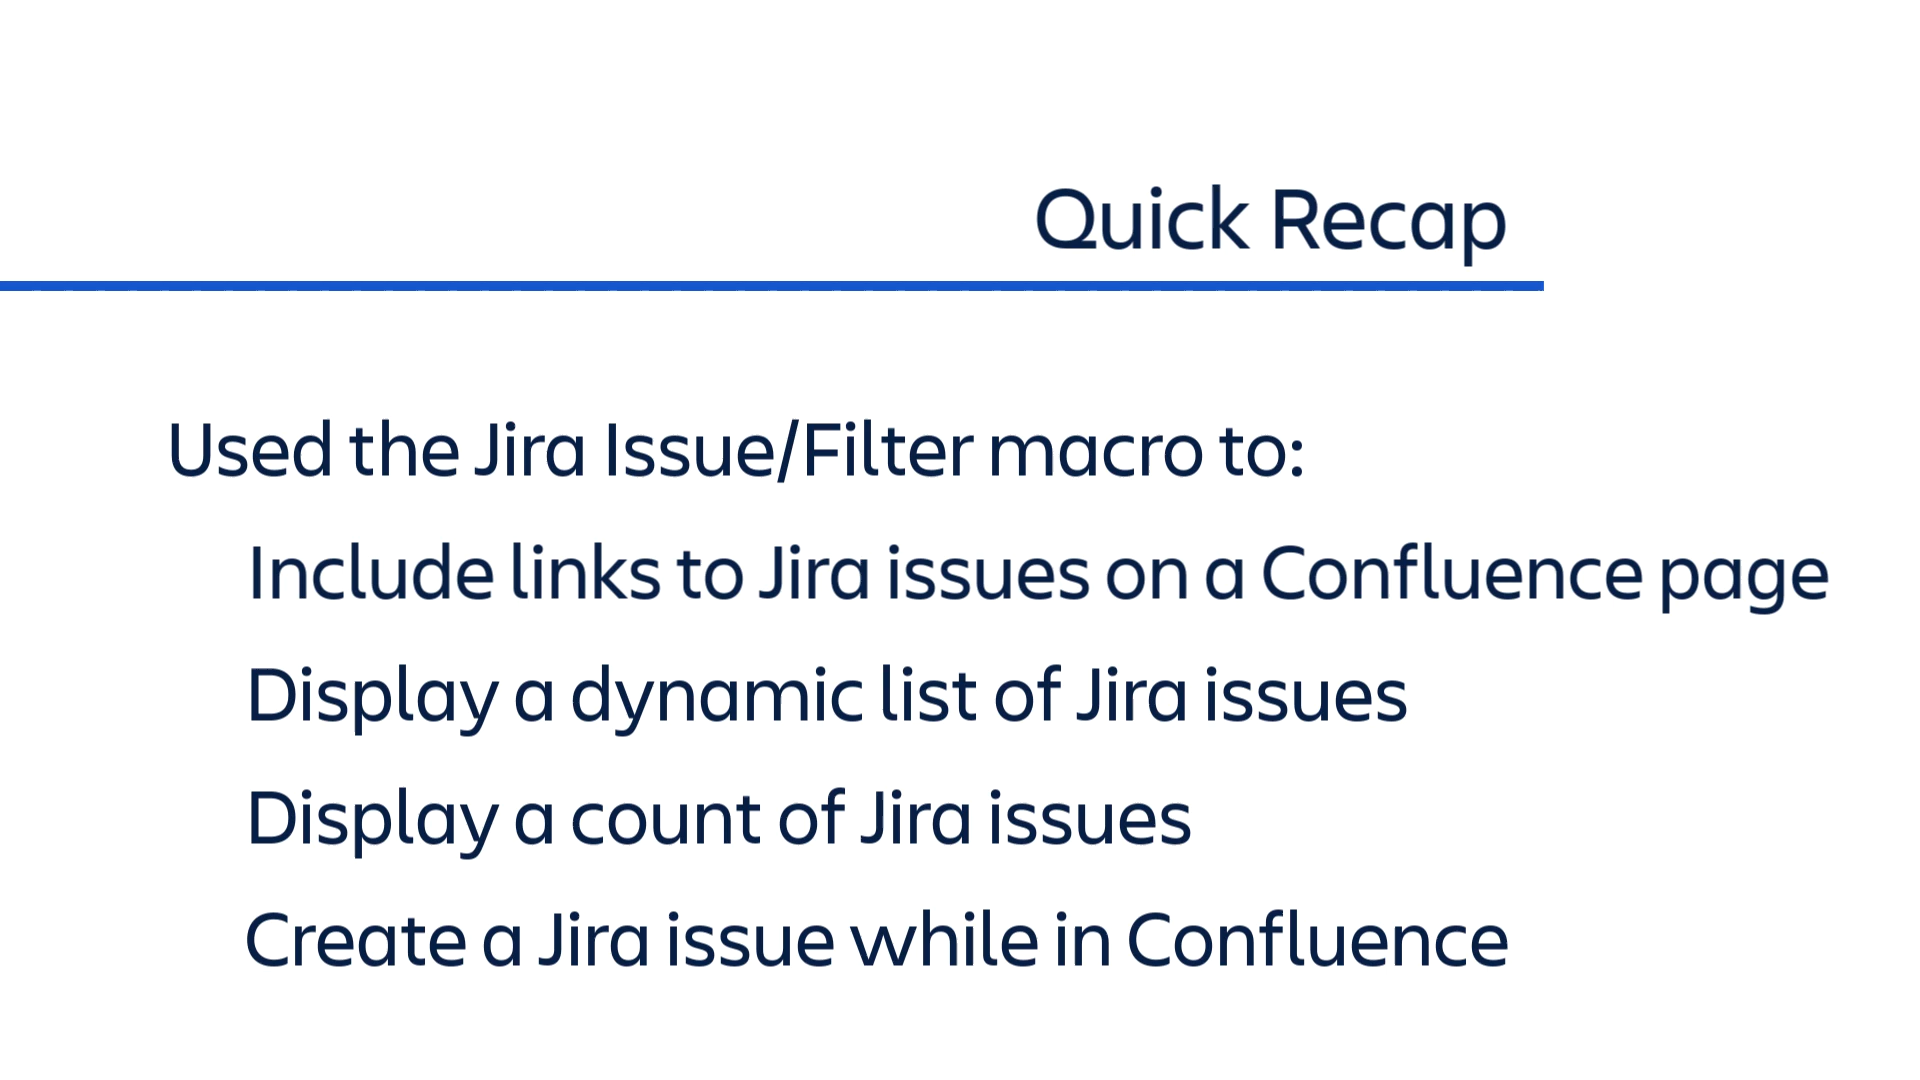 Quick Recap
Used the Jira Issue/Filter macro to:
Include links to Jira issues on a Confluence page
Display a dynamic list of Jira issues
Display a count of Jira issues
Create a Jira issue while in Confluence